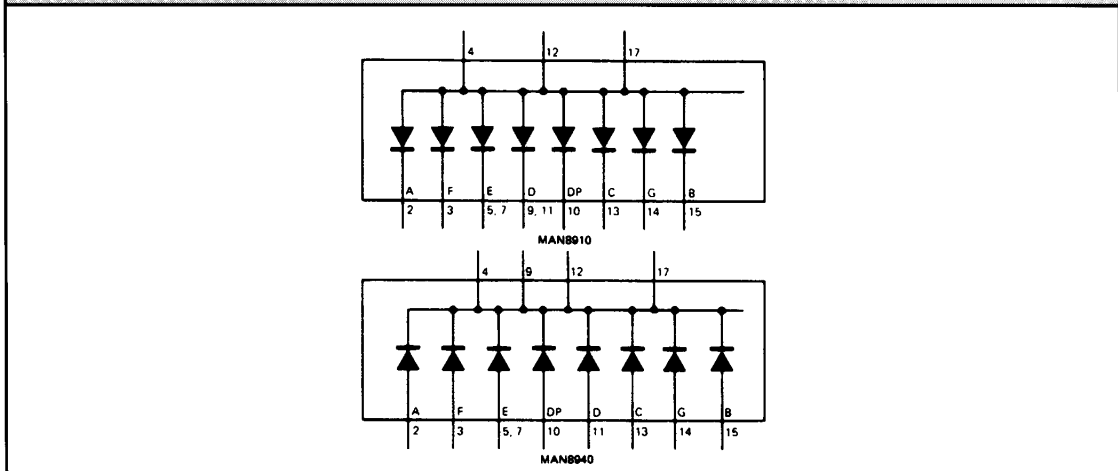 4 12 17
A F E D DP C G B
2 3 5, 7 9, 11 10 13 14 15
MAN8910
4 9 12 17
A F E DP D C G B
2 3 5, 7 10 11 13 14 15
MAN8940